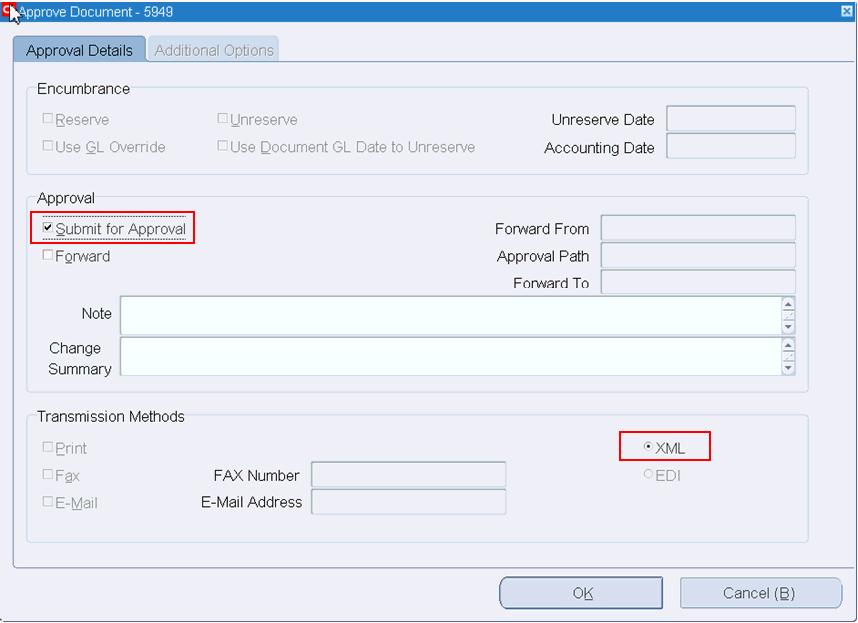 Approve Document - 5949
Approval Details Additional Options
Encumbrance
Reserve Unreserve Unreserve Date
Use GL Override Use Document GL Date to Unreserve Accounting Date
Approval
Submit for Approval Forward From
Forward Approval Path
Forward To
Note
Change
Summary
Transmission Methods
Print XML
Fax FAX Number EDI
E-Mail E-Mail Address
OK Cancel (B)